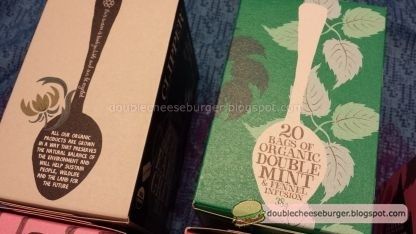 ALL OUR ORGANIC
PRODUCTS ARE GROWN
IN A WAY THAT PRESERVES
THE NATURAL BALANCE OF
THE ENVIRONMENT AND
WILL HELP SUSTAIN
PEOPLE, WILDLIFE
AND THE LAND FOR
THE FUTURE
20
BAGS OF
ORGANIC
DOUBLE
MINT
& FENNEL
INFUSION
doublecheeseburger.blogspot.com
doublecheeseburger.blogspot.com